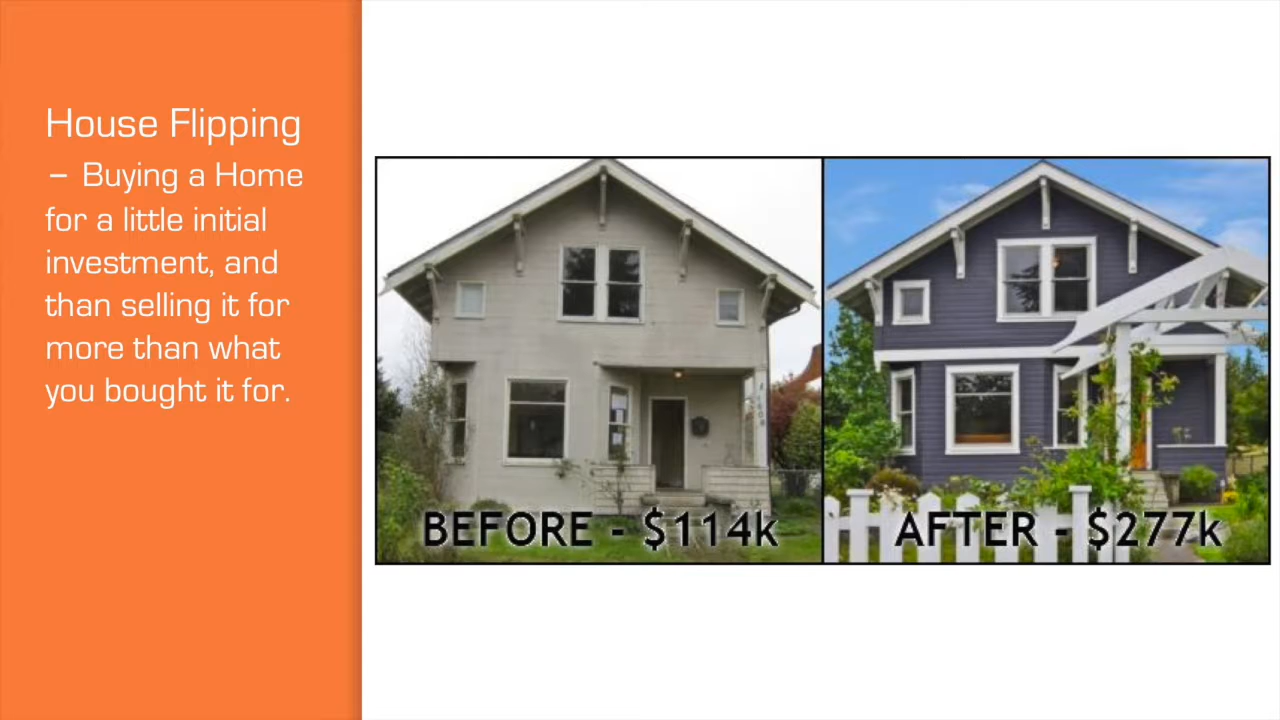 House Flipping
– Buying a Home
for a little initial
investment, and
than selling it for
more than what
you bought it for.
BEFORE - $114k
AFTER - $277k